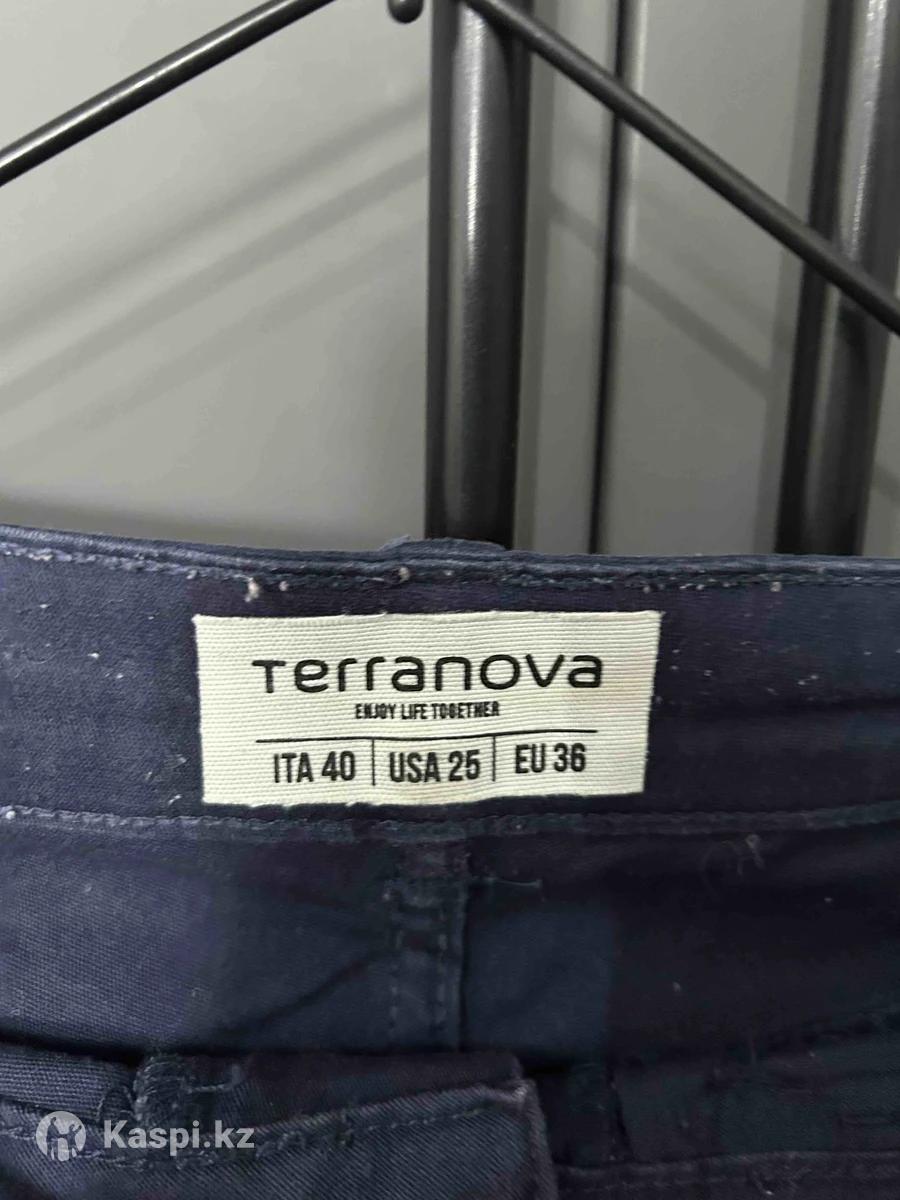 Terranova
ENJOY LIFE TOGETHER
ITA 40 | USA 25 | EU 36
Kaspi.kz